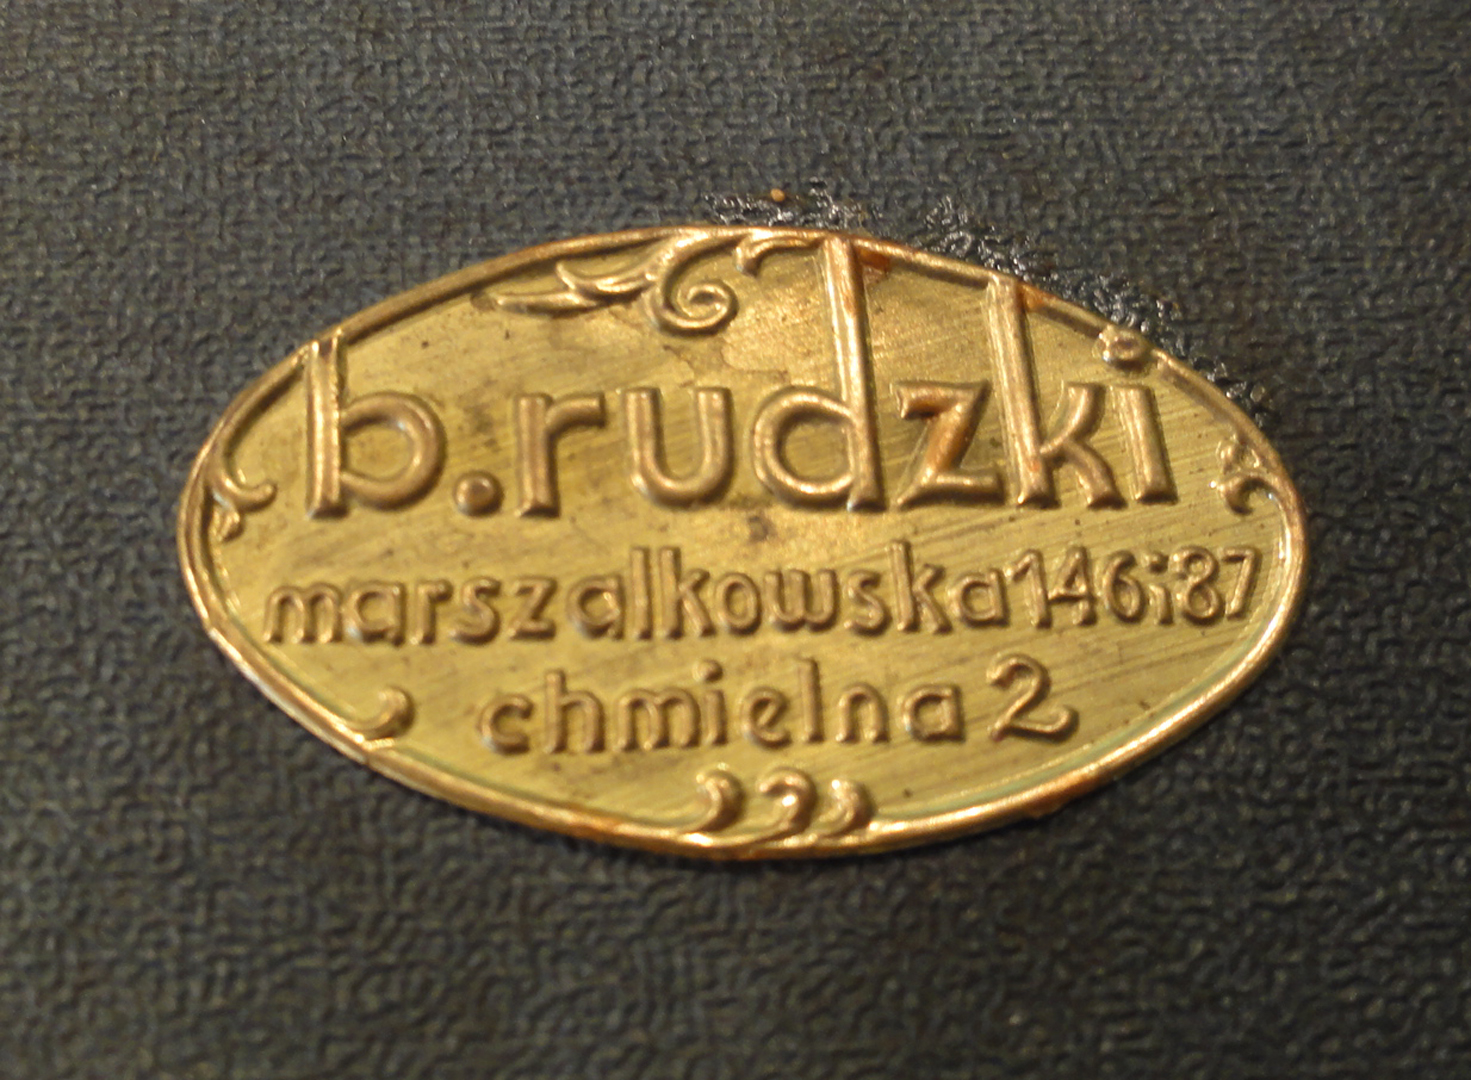 b.rudzki
marszalkowska 146 i 87
chmielna 2